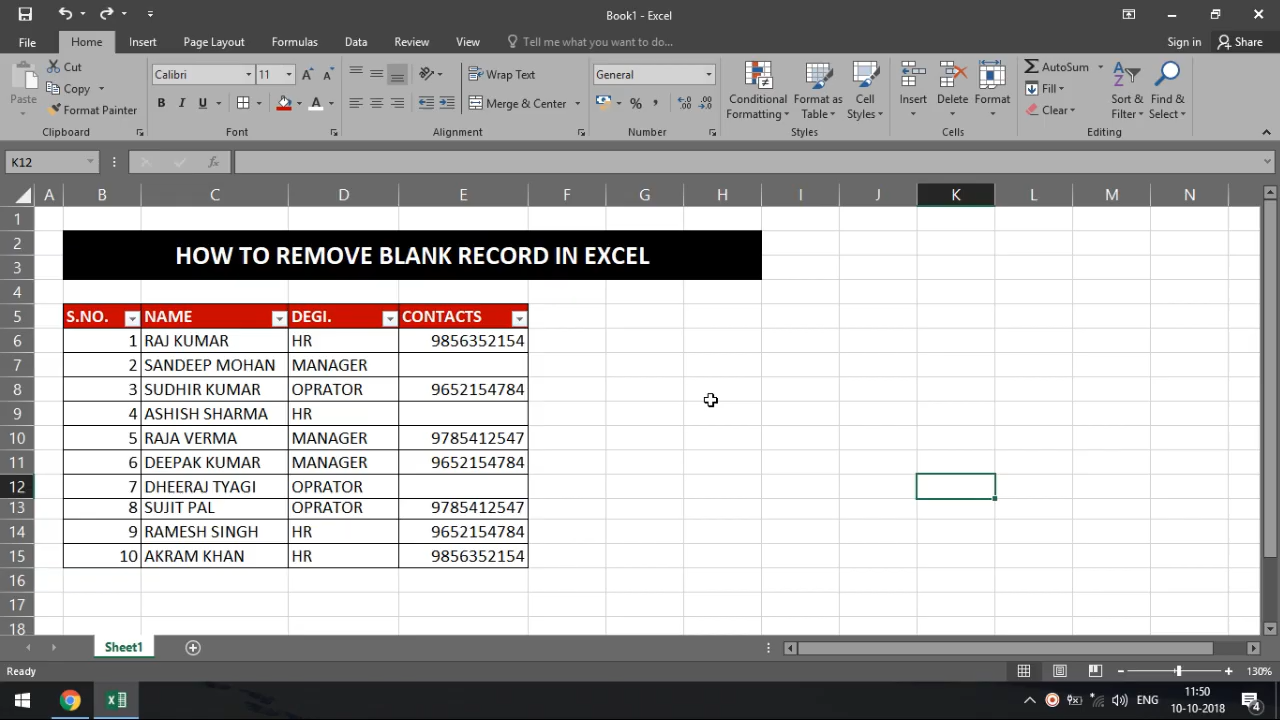 Book1 - Excel
File Home Insert Page Layout Formulas Data Review View Tell me what you want to do... Sign in Share
Paste Cut Copy Format Painter Clipboard
Calibri 11 B I U A Font
Wrap Text Merge & Center Alignment
General % , Number
Conditional Formatting Format as Table Cell Styles Styles
Insert Delete Format Cells
AutoSum Fill Clear Sort & Filter Find & Select Editing
K12 fx
A B C D E F G H I J K L M N
1
2 HOW TO REMOVE BLANK RECORD IN EXCEL
3
4
5 S.NO. NAME DEGI. CONTACTS
6 1 RAJ KUMAR HR 9856352154
7 2 SANDEEP MOHAN MANAGER
8 3 SUDHIR KUMAR OPRATOR 9652154784
9 4 ASHISH SHARMA HR
10 5 RAJA VERMA MANAGER 9785412547
11 6 DEEPAK KUMAR MANAGER 9652154784
12 7 DHEERAJ TYAGI OPRATOR
13 8 SUJIT PAL OPRATOR 9785412547
14 9 RAMESH SINGH HR 9652154784
15 10 AKRAM KHAN HR 9856352154
16
17
18
Sheet1
Ready 130%
ENG 11:50
10-10-2018 4